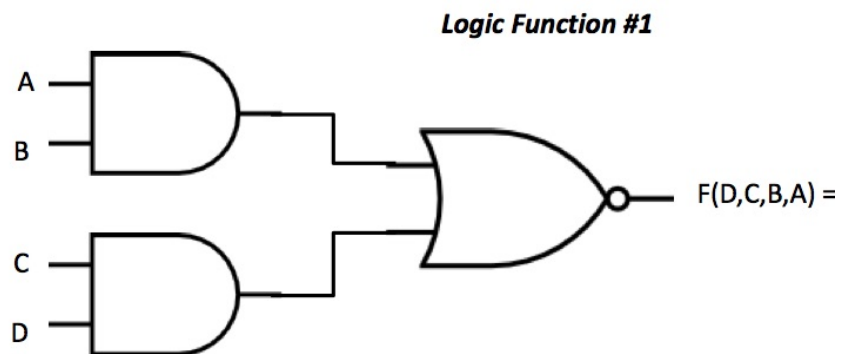 Logic Function #1
A
B
F(D,C,B,A) =
C
D